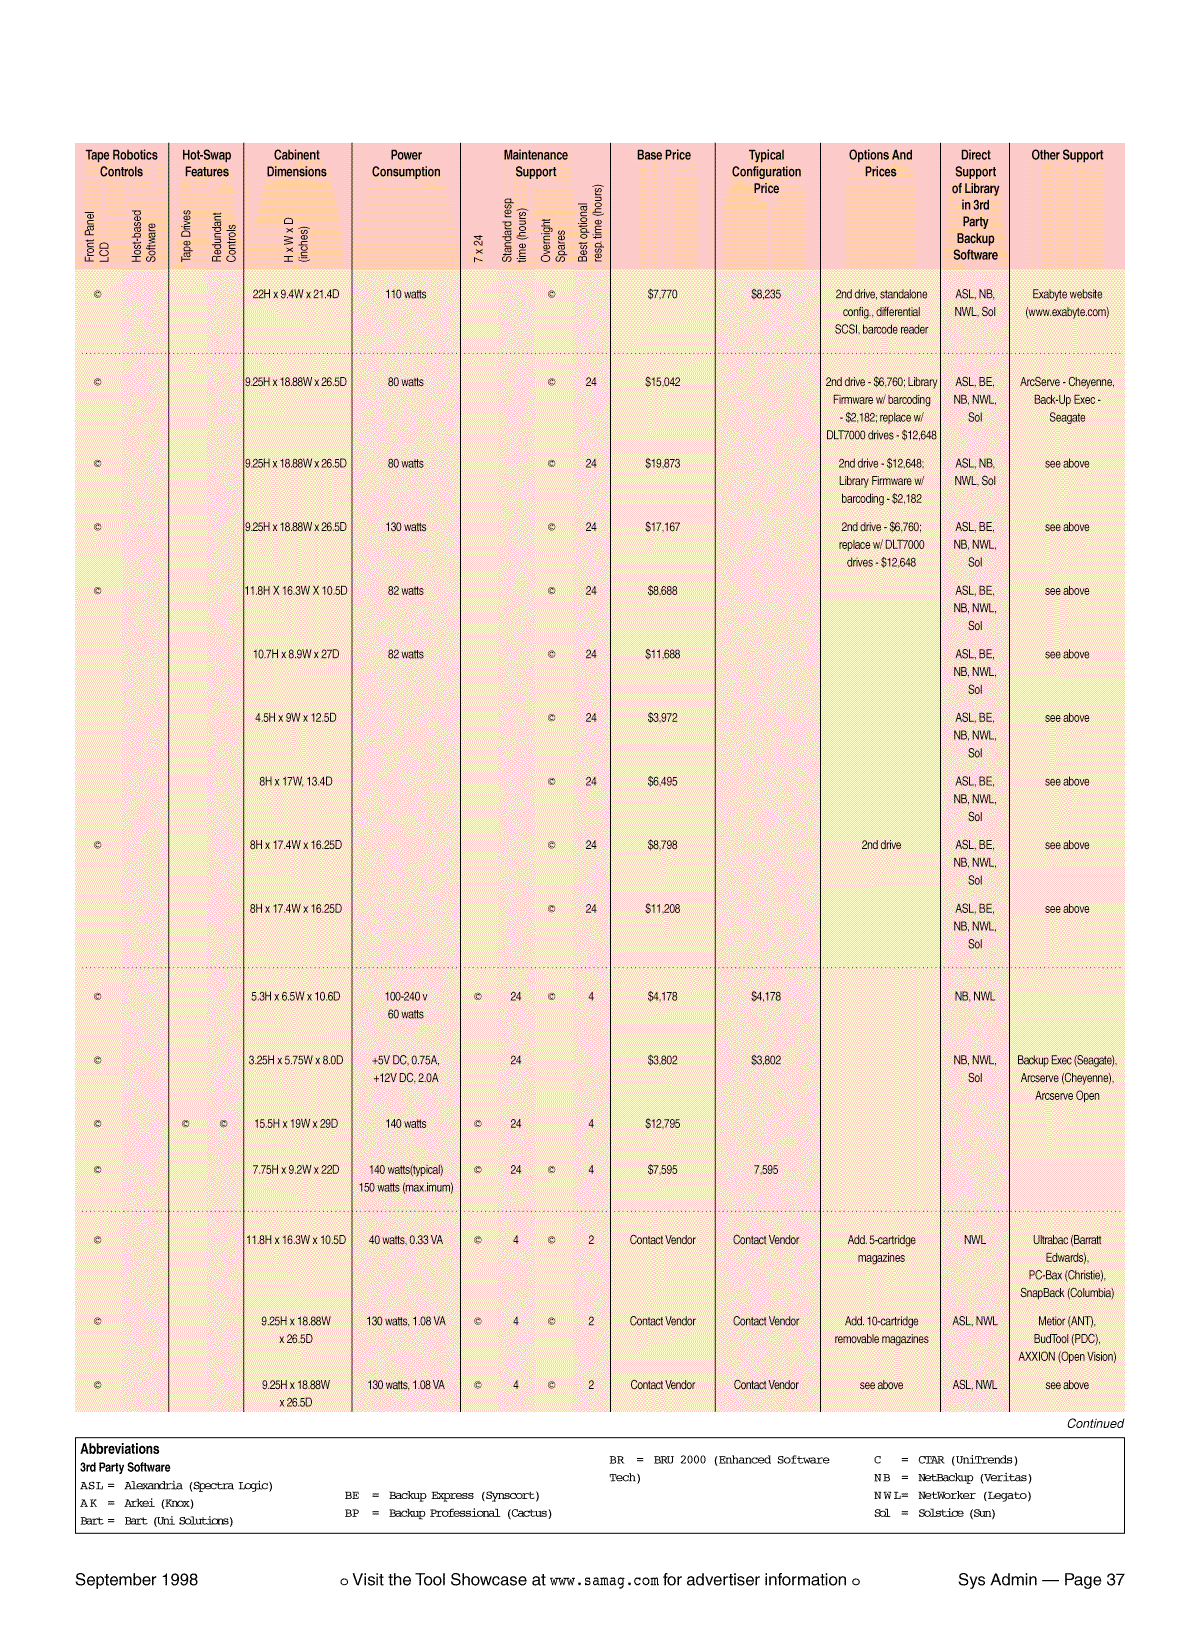 Tape Robotics Controls | Hot-Swap Features | Cabinent Dimensions | Power Consumption | Maintenance Support | Base Price | Typical Configuration Price | Options And Prices | Direct Support of Library in 3rd Party Backup Software | Other Support
Front Panel LCD | Host-based Software | Tape Drives | Redundant Controls | H x W x D (inches) | 7 x 24 | Standard resp time (hours) | Overnight Spares | Best optional resp. time (hours)
© 22H x 9.4W x 21.4D 110 watts © $7,770 $8,235 2nd drive, standalone ASL, NB, Exabyte website
config., differential NWL, Sol (www.exabyte.com)
SCSI, barcode reader
© 9.25H x 18.88W x 26.5D 80 watts © 24 $15,042 2nd drive - $6,760; Library ASL, BE, ArcServe - Cheyenne,
Firmware w/ barcoding NB, NWL, Back-Up Exec -
- $2,182; replace w/ Sol Seagate
DLT7000 drives - $12,648
© 9.25H x 18.88W x 26.5D 80 watts © 24 $19,873 2nd drive - $12,648; ASL, NB, see above
Library Firmware w/ NWL, Sol
barcoding - $2,182
© 9.25H x 18.88W x 26.5D 130 watts © 24 $17,167 2nd drive - $6,760; ASL, BE, see above
replace w/ DLT7000 NB, NWL,
drives - $12,648 Sol
© 11.8H X 16.3W X 10.5D 82 watts © 24 $8,688 ASL, BE, see above
NB, NWL,
Sol
10.7H x 8.9W x 27D 82 watts © 24 $11,688 ASL, BE, see above
NB, NWL,
Sol
4.5H x 9W x 12.5D © 24 $3,972 ASL, BE, see above
NB, NWL,
Sol
8H x 17W, 13.4D © 24 $6,495 ASL, BE, see above
NB, NWL,
Sol
© 8H x 17.4W x 16.25D © 24 $8,798 2nd drive ASL, BE, see above
NB, NWL,
Sol
8H x 17.4W x 16.25D © 24 $11,208 ASL, BE, see above
NB, NWL,
Sol
© 5.3H x 6.5W x 10.6D 100-240 v © 24 © 4 $4,178 $4,178 NB, NWL
60 watts
© 3.25H x 5.75W x 8.0D +5V DC, 0.75A, 24 $3,802 $3,802 NB, NWL, Backup Exec (Seagate),
+12V DC, 2.0A Sol Arcserve (Cheyenne),
Arcserve Open
© © © 15.5H x 19W x 29D 140 watts © 24 4 $12,795
© 7.75H x 9.2W x 22D 140 watts(typical) © 24 © 4 $7,595 7,595
150 watts (max.imum)
© 11.8H x 16.3W x 10.5D 40 watts, 0.33 VA © 4 © 2 Contact Vendor Contact Vendor Add. 5-cartridge NWL Ultrabac (Barratt
magazines Edwards),
PC-Bax (Christie),
SnapBack (Columbia)
© 9.25H x 18.88W 130 watts, 1.08 VA © 4 © 2 Contact Vendor Contact Vendor Add. 10-cartridge ASL, NWL Metior (ANT),
x 26.5D removable magazines BudTool (PDC),
AXXION (Open Vision)
© 9.25H x 18.88W 130 watts, 1.08 VA © 4 © 2 Contact Vendor Contact Vendor see above ASL, NWL see above
x 26.5D
Continued
Abbreviations
3rd Party Software
ASL = Alexandria (Spectra Logic)
AK = Arkei (Knox)
Bart = Bart (Uni Solutions)
BE = Backup Express (Synscort)
BP = Backup Professional (Cactus)
BR = BRU 2000 (Enhanced Software
Tech)
C = CTAR (UniTrends)
NB = NetBackup (Veritas)
NWL= NetWorker (Legato)
Sol = Solstice (Sun)
September 1998 o Visit the Tool Showcase at www.samag.com for advertiser information o Sys Admin — Page 37